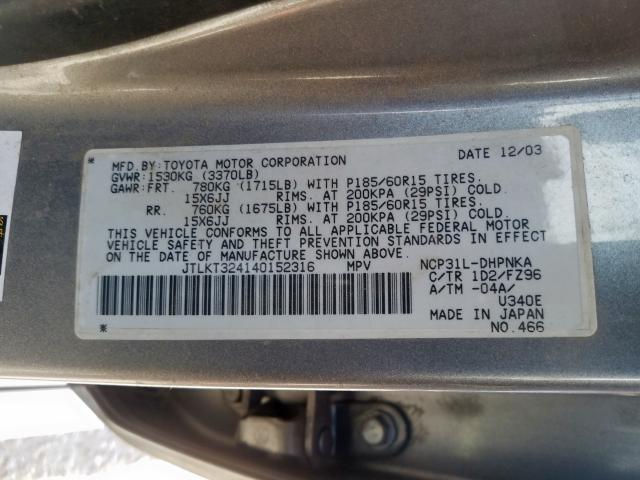 MFD.BY:TOYOTA MOTOR CORPORATION DATE 12/03
GVWR:1530KG (3370LB)
GAWR:FRT. 780KG (1715LB) WITH P185/60R15 TIRES.
15X6JJ RIMS. AT 200KPA (29PSI) COLD.
RR. 760KG (1675LB) WITH P185/60R15 TIRES.
15X6JJ RIMS. AT 200KPA (29PSI) COLD.
THIS VEHICLE CONFORMS TO ALL APPLICABLE FEDERAL MOTOR
VEHICLE SAFETY AND THEFT PREVENTION STANDARDS IN EFFECT
ON THE DATE OF MANUFACTURE SHOWN ABOVE.
JTLKT324140152316 MPV NCP31L-DHPNKA
C/TR 1D2/FZ96
A/TM -04A/
U340E
MADE IN JAPAN
NO.466